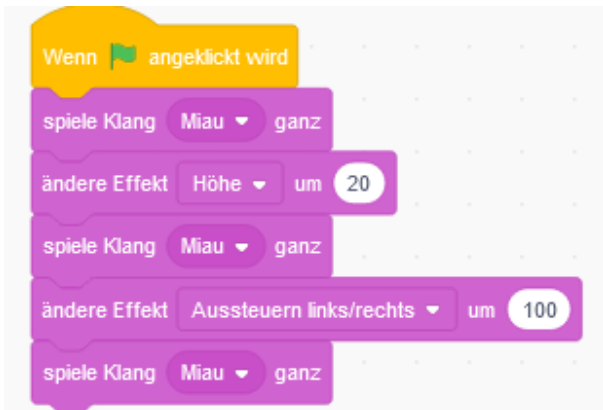 Wenn angeklickt wird
spiele Klang Miau ganz
ändere Effekt Höhe um 20
spiele Klang Miau ganz
ändere Effekt Aussteuern links/rechts um 100
spiele Klang Miau ganz